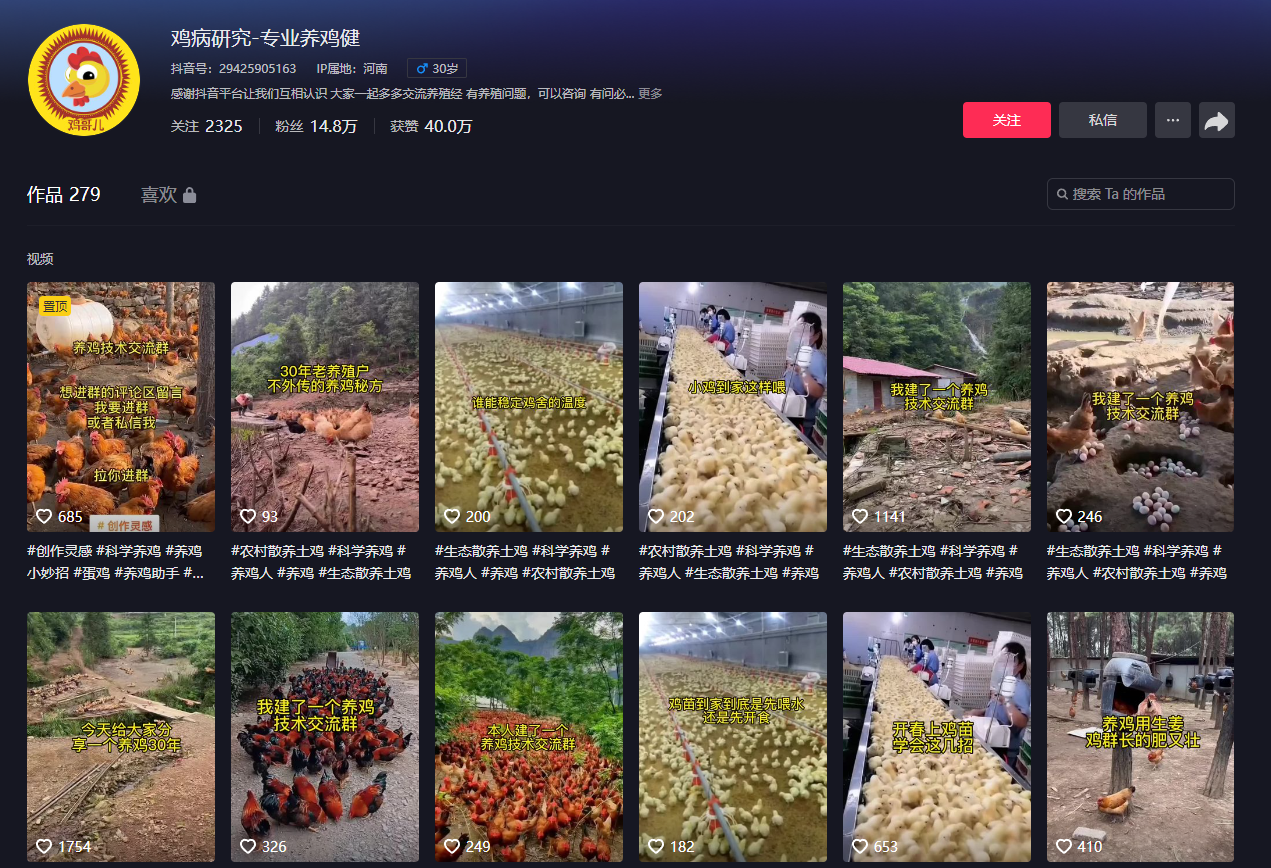 鸡病研究-专业养鸡健
抖音号：29425905163 IP属地：河南 ♂ 30岁
感谢抖音平台让我们互相认识 大家一起多多交流养殖经 有养殖问题，可以咨询 有问必... 更多
关注 2325 粉丝 14.8万 获赞 40.0万
关注 私信 ···
鸡哥儿
作品 279 喜欢
搜索 Ta 的作品
视频
置顶
养鸡技术交流群
想进群的评论区留言
我要进群
或者私信我
拉你进群
# 创作灵感
685
#创作灵感 #科学养鸡 #养鸡
小妙招 #蛋鸡 #养鸡助手 #...
30年老养殖户
不外传的养鸡秘方
93
#农村散养土鸡 #科学养鸡 #
养鸡人 #养鸡 #生态散养土鸡
谁能稳定鸡舍的温度
200
#生态散养土鸡 #科学养鸡 #
养鸡人 #养鸡 #农村散养土鸡
小鸡到家这样喂
202
#农村散养土鸡 #科学养鸡 #
养鸡人 #生态散养土鸡 #养鸡
我建了一个养鸡
技术交流群
1141
#生态散养土鸡 #科学养鸡 #
养鸡人 #农村散养土鸡 #养鸡
我建了一个养鸡
技术交流群
246
#生态散养土鸡 #科学养鸡 #
养鸡人 #农村散养土鸡 #养鸡
今天给大家分
享一个养鸡30年
1754
我建了一个养鸡
技术交流群
326
本人建了一个
养鸡技术交流群
249
鸡苗到家到底是先喂水
还是先开食
182
开春上鸡苗
学会这几招
653
养鸡用生姜
鸡群长的肥又壮
410